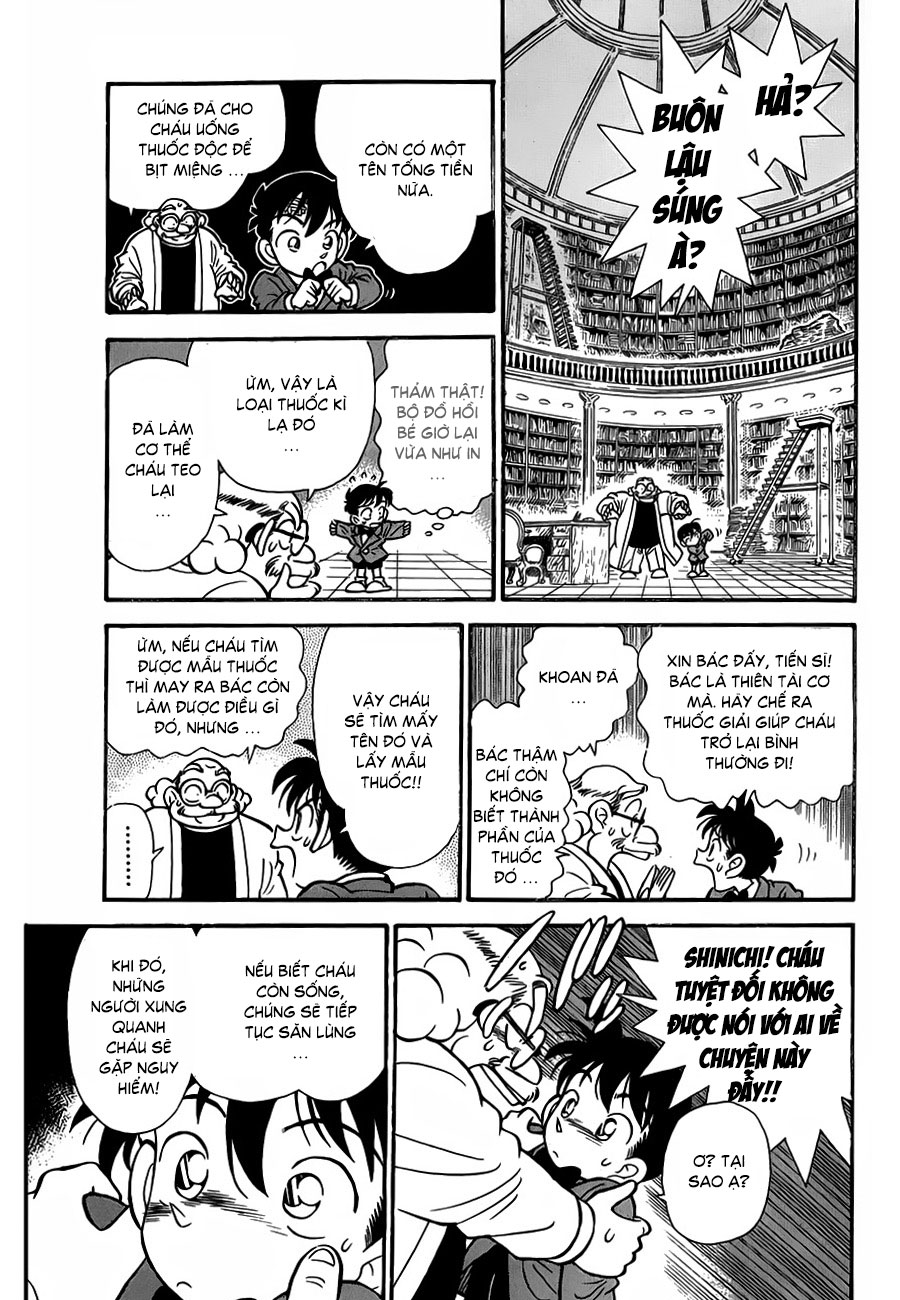 HẢ?
BUÔN
LẬU
SÚNG
À?
CÒN CÓ MỘT
TÊN TỐNG TIỀN
NỮA.
CHÚNG ĐÃ CHO
CHÁU UỐNG
THUỐC ĐỘC ĐỂ
BỊT MIỆNG ...
THẢM THẬT!
BỘ ĐỒ HỒI
BÉ GIỜ LẠI
VỪA NHƯ IN
...
ỪM, VẬY LÀ
LOẠI THUỐC KÌ
LẠ ĐÓ
...
ĐÃ LÀM
CƠ THỂ
CHÁU TEO
LẠI
...
XIN BÁC ĐẤY, TIẾN SĨ!
BÁC LÀ THIÊN TÀI CƠ
MÀ. HÃY CHẾ RA
THUỐC GIẢI GIÚP CHÁU
TRỞ LẠI BÌNH
THƯỜNG ĐI!
KHOAN ĐÃ
...
BÁC THẬM
CHÍ CÒN
KHÔNG
BIẾT THÀNH
PHẦN CỦA
THUỐC
ĐÓ ...
VẬY CHÁU
SẼ TÌM MẤY
TÊN ĐÓ VÀ
LẤY MẪU
THUỐC!!
ỪM, NẾU CHÁU TÌM
ĐƯỢC MẪU THUỐC
THÌ MAY RA BÁC CÒN
LÀM ĐƯỢC ĐIỀU GÌ
ĐÓ, NHƯNG ...
........
SHINICHI! CHÁU
TUYỆT ĐỐI KHÔNG
ĐƯỢC NÓI VỚI AI VỀ
CHUYỆN NÀY
ĐẤY!!
Ơ? TẠI
SAO Ạ?
NẾU BIẾT CHÁU
CÒN SỐNG,
CHÚNG SẼ TIẾP
TỤC SĂN LÙNG
...
KHI ĐÓ,
NHỮNG
NGƯỜI XUNG
QUANH
CHÁU SẼ
GẶP NGUY
HIỂM!